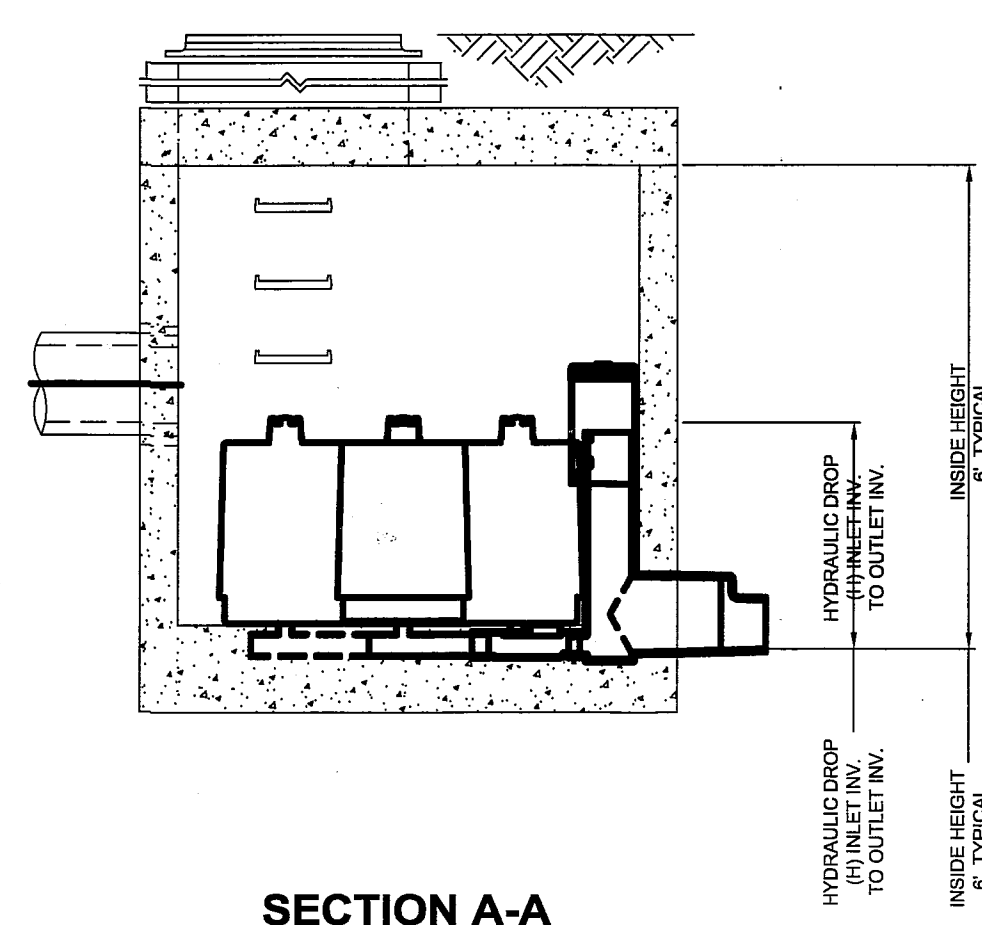 INSIDE HEIGHT
6' TYPICAL
HYDRAULIC DROP
(H) INLET INV.
TO OUTLET INV.
HYDRAULIC DROP
(H) INLET INV.
TO OUTLET INV.
INSIDE HEIGHT
6' TYPICAL
SECTION A-A